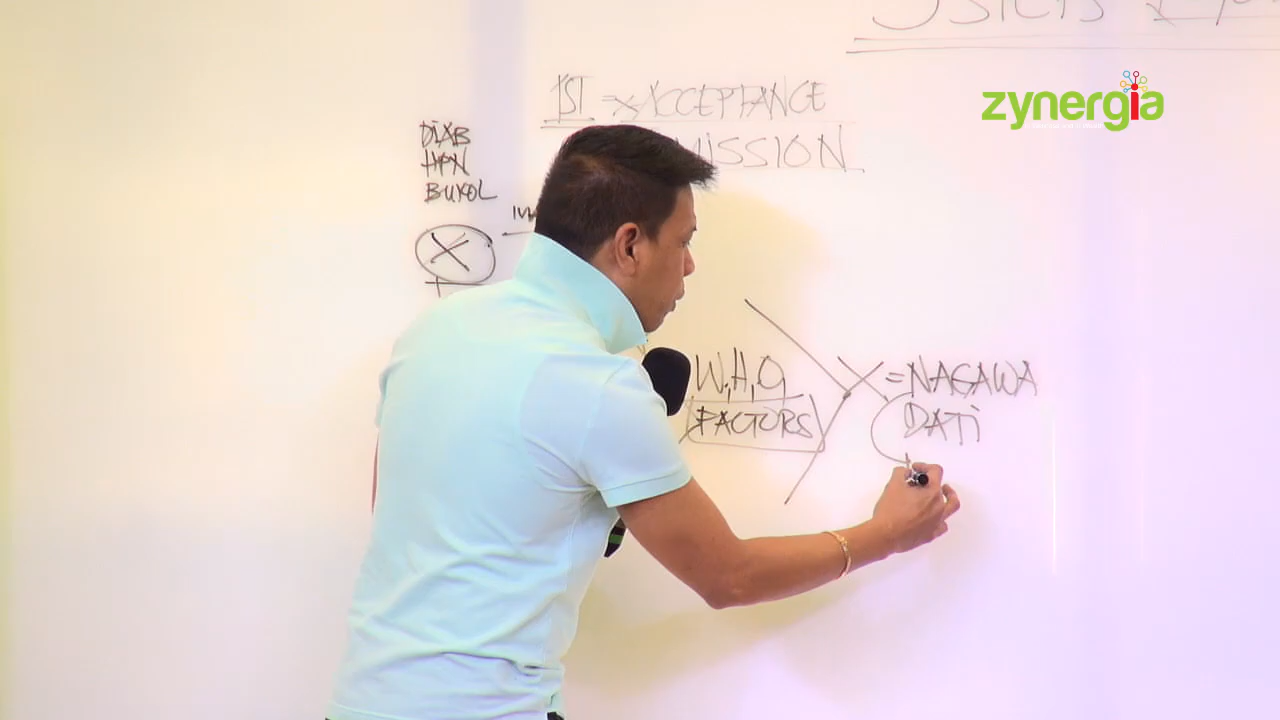 1ST = ACCEPTANCE
MISSION
zynergia
DIAB
HPN
BUKOL
X
W.H.O
FACTORS
= NAGAWA
DATI